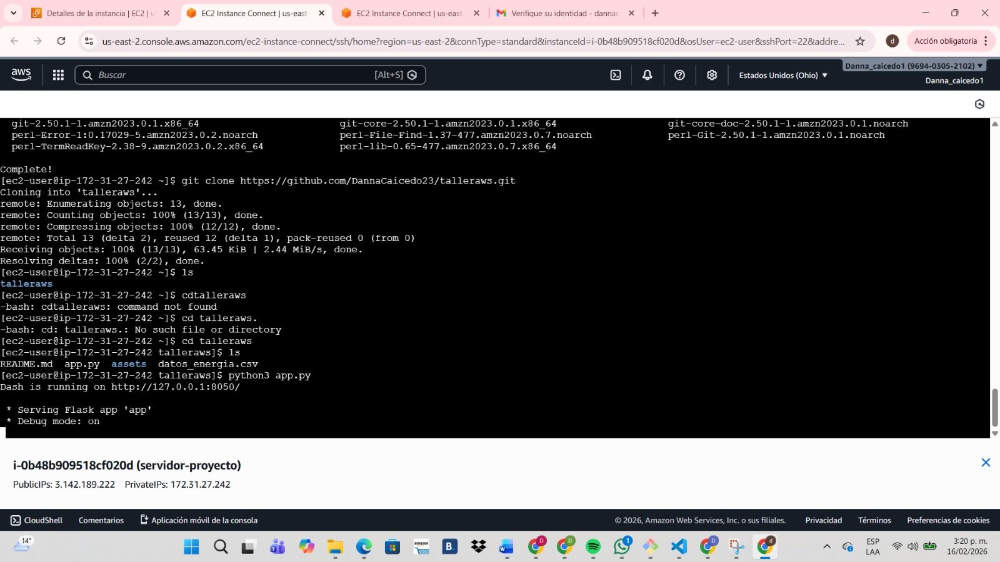 Detalles de la instancia | EC2 | u
EC2 Instance Connect | us-east-
EC2 Instance Connect | us-east-
Verifique su identidad - dannac
us-east-2.console.aws.amazon.com/ec2-instance-connect/ssh/home?region=us-east-2&connType=standard&instanceId=i-0b48b909518cf020d&osUser=ec2-user&sshPort=22&addre...
d
Acción obligatoria
aws
Buscar
[Alt+S]
Estados Unidos (Ohio)
Danna_caicedo1 (9694-0305-2102)
Danna_caicedo1
git-2.50.1-1.amzn2023.0.1.x86_64 git-core-2.50.1-1.amzn2023.0.1.x86_64 git-core-doc-2.50.1-1.amzn2023.0.1.noarch
perl-Error-1:0.17029-5.amzn2023.0.2.noarch perl-File-Find-1.37-477.amzn2023.0.7.noarch perl-Git-2.50.1-1.amzn2023.0.1.noarch
perl-TermReadKey-2.38-9.amzn2023.0.2.x86_64 perl-lib-0.65-477.amzn2023.0.7.x86_64
Complete!
[ec2-user@ip-172-31-27-242 ~]$ git clone https://github.com/DannaCaicedo23/talleraws.git
Cloning into 'talleraws'...
remote: Enumerating objects: 13, done.
remote: Counting objects: 100% (13/13), done.
remote: Compressing objects: 100% (12/12), done.
remote: Total 13 (delta 2), reused 12 (delta 1), pack-reused 0 (from 0)
Receiving objects: 100% (13/13), 63.45 KiB | 2.44 MiB/s, done.
Resolving deltas: 100% (2/2), done.
[ec2-user@ip-172-31-27-242 ~]$ ls
talleraws
[ec2-user@ip-172-31-27-242 ~]$ cdtalleraws
-bash: cdtalleraws: command not found
[ec2-user@ip-172-31-27-242 ~]$ cd talleraws.
-bash: cd: talleraws.: No such file or directory
[ec2-user@ip-172-31-27-242 ~]$ cd talleraws
[ec2-user@ip-172-31-27-242 talleraws]$ ls
README.md app.py assets datos_energia.csv
[ec2-user@ip-172-31-27-242 talleraws]$ python3 app.py
Dash is running on http://127.0.0.1:8050/
* Serving Flask app 'app'
* Debug mode: on
i-0b48b909518cf020d (servidor-proyecto)
PublicIPs: 3.142.189.222 PrivateIPs: 172.31.27.242
CloudShell
Comentarios
Aplicación móvil de la consola
© 2026, Amazon Web Services, Inc. o sus filiales.
Privacidad
Términos
Preferencias de cookies
14°
amazon
B.
D
D
1
D
d
ESP
LAA
3:20 p. m.
16/02/2026